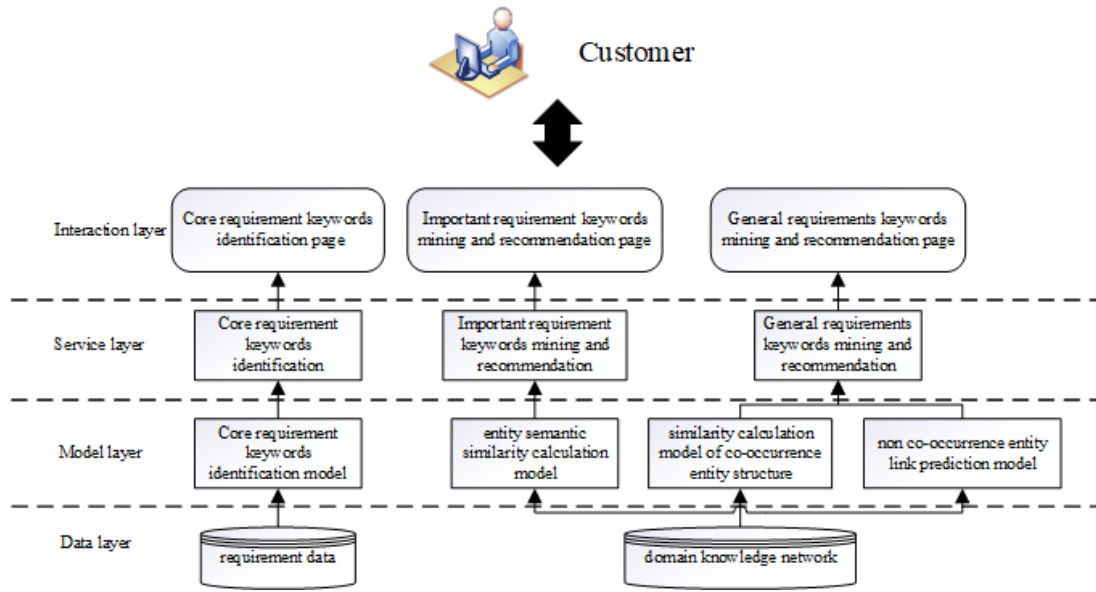 Customer
Interaction layer
Core requirement keywords
identification page
Important requirement keywords
mining and recommendation page
General requirements keywords
mining and recommendation page
Service layer
Core requirement
keywords
identification
Important requirement
keywords mining and
recommendation
General requirements
keywords mining and
recommendation
Model layer
Core requirement
keywords
identification model
entity semantic
similarity calculation
model
similarity calculation
model of co-occurrence
entity structure
non co-occurrence entity
link prediction model
Data layer
requirement data
domain knowledge network